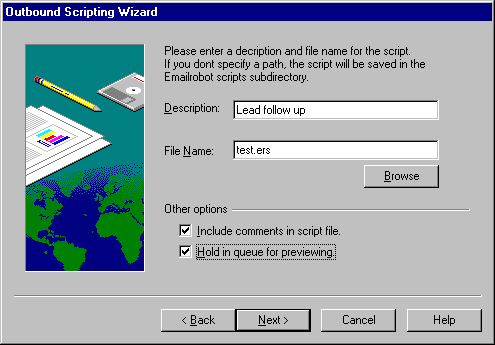 Outbound Scripting Wizard
Please enter a decription and file name for the script.
If you dont specify a path, the script will be saved in the
Emailrobot scripts subdirectory.
Description: Lead follow up
File Name: test.ers
Browse
Other options
Include comments in script file.
Hold in queue for previewing.
< Back Next > Cancel Help